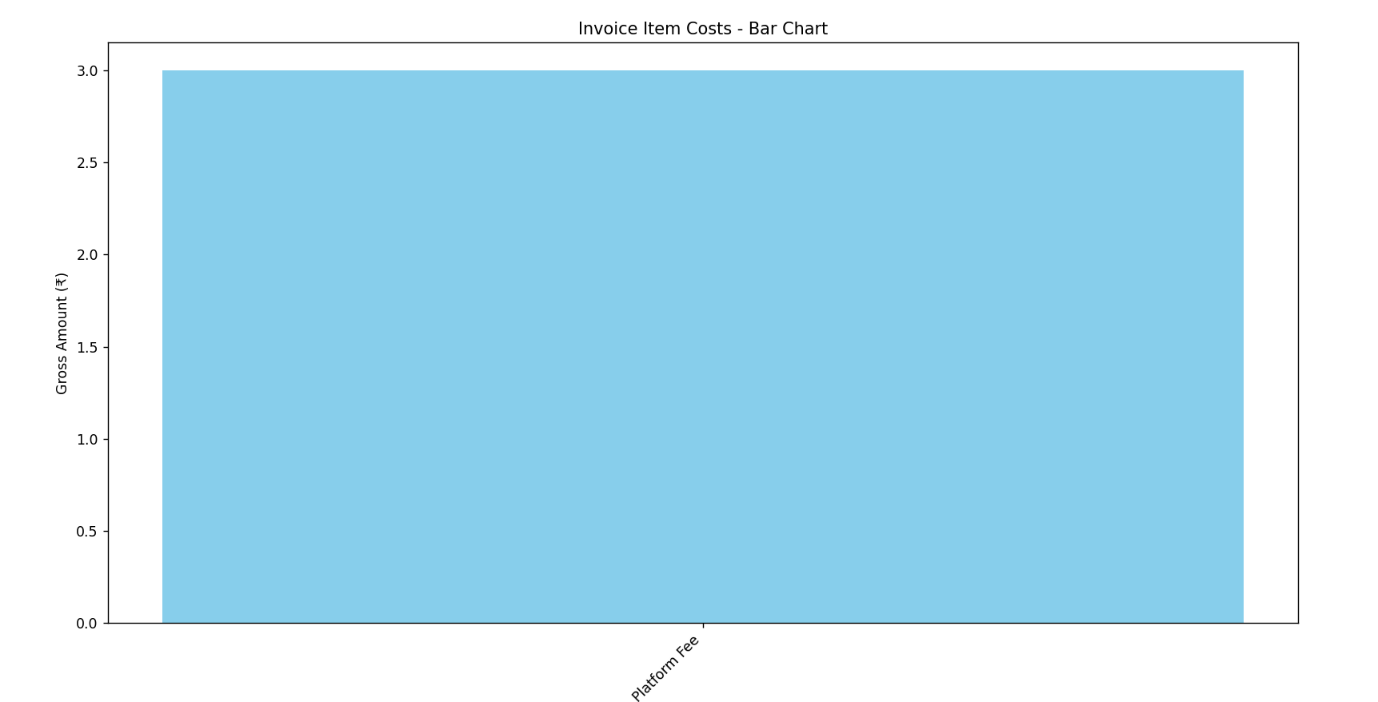 Invoice Item Costs - Bar Chart
3.0
2.5
2.0
1.5
1.0
0.5
0.0
Gross Amount (₹)
Platform Fee